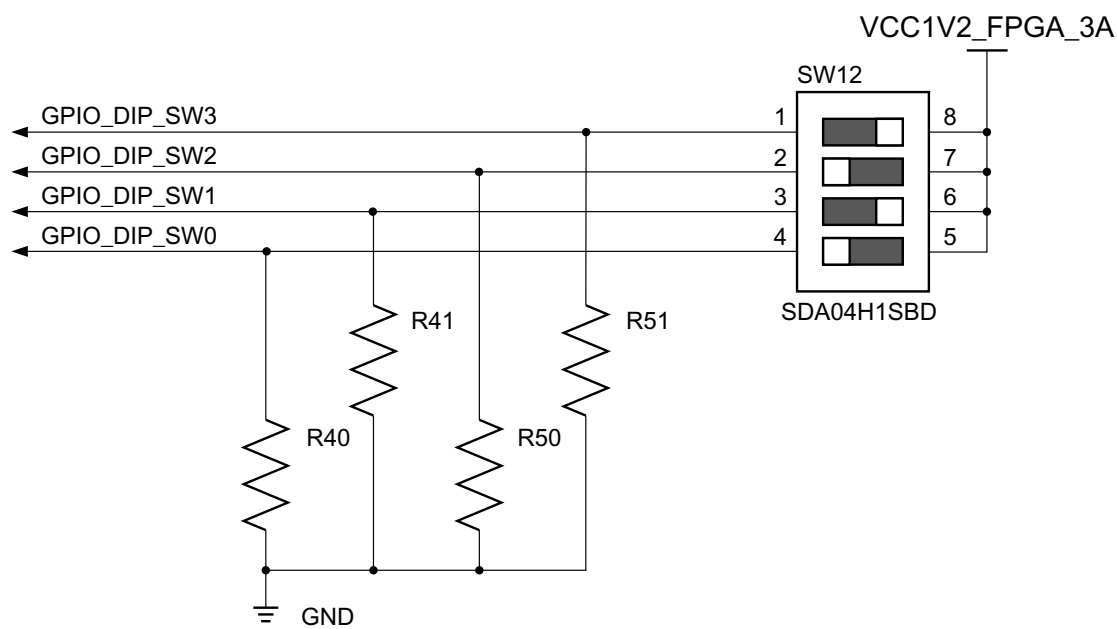 VCC1V2_FPGA_3A
SW12
GPIO_DIP_SW3 1 8
GPIO_DIP_SW2 2 7
GPIO_DIP_SW1 3 6
GPIO_DIP_SW0 4 5
SDA04H1SBD
R41 R51
R40 R50
GND